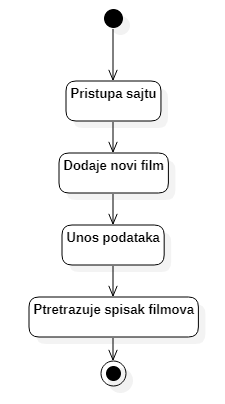 Pristupa sajtu
Dodaje novi film
Unos podataka
Ptretrazuje spisak filmova